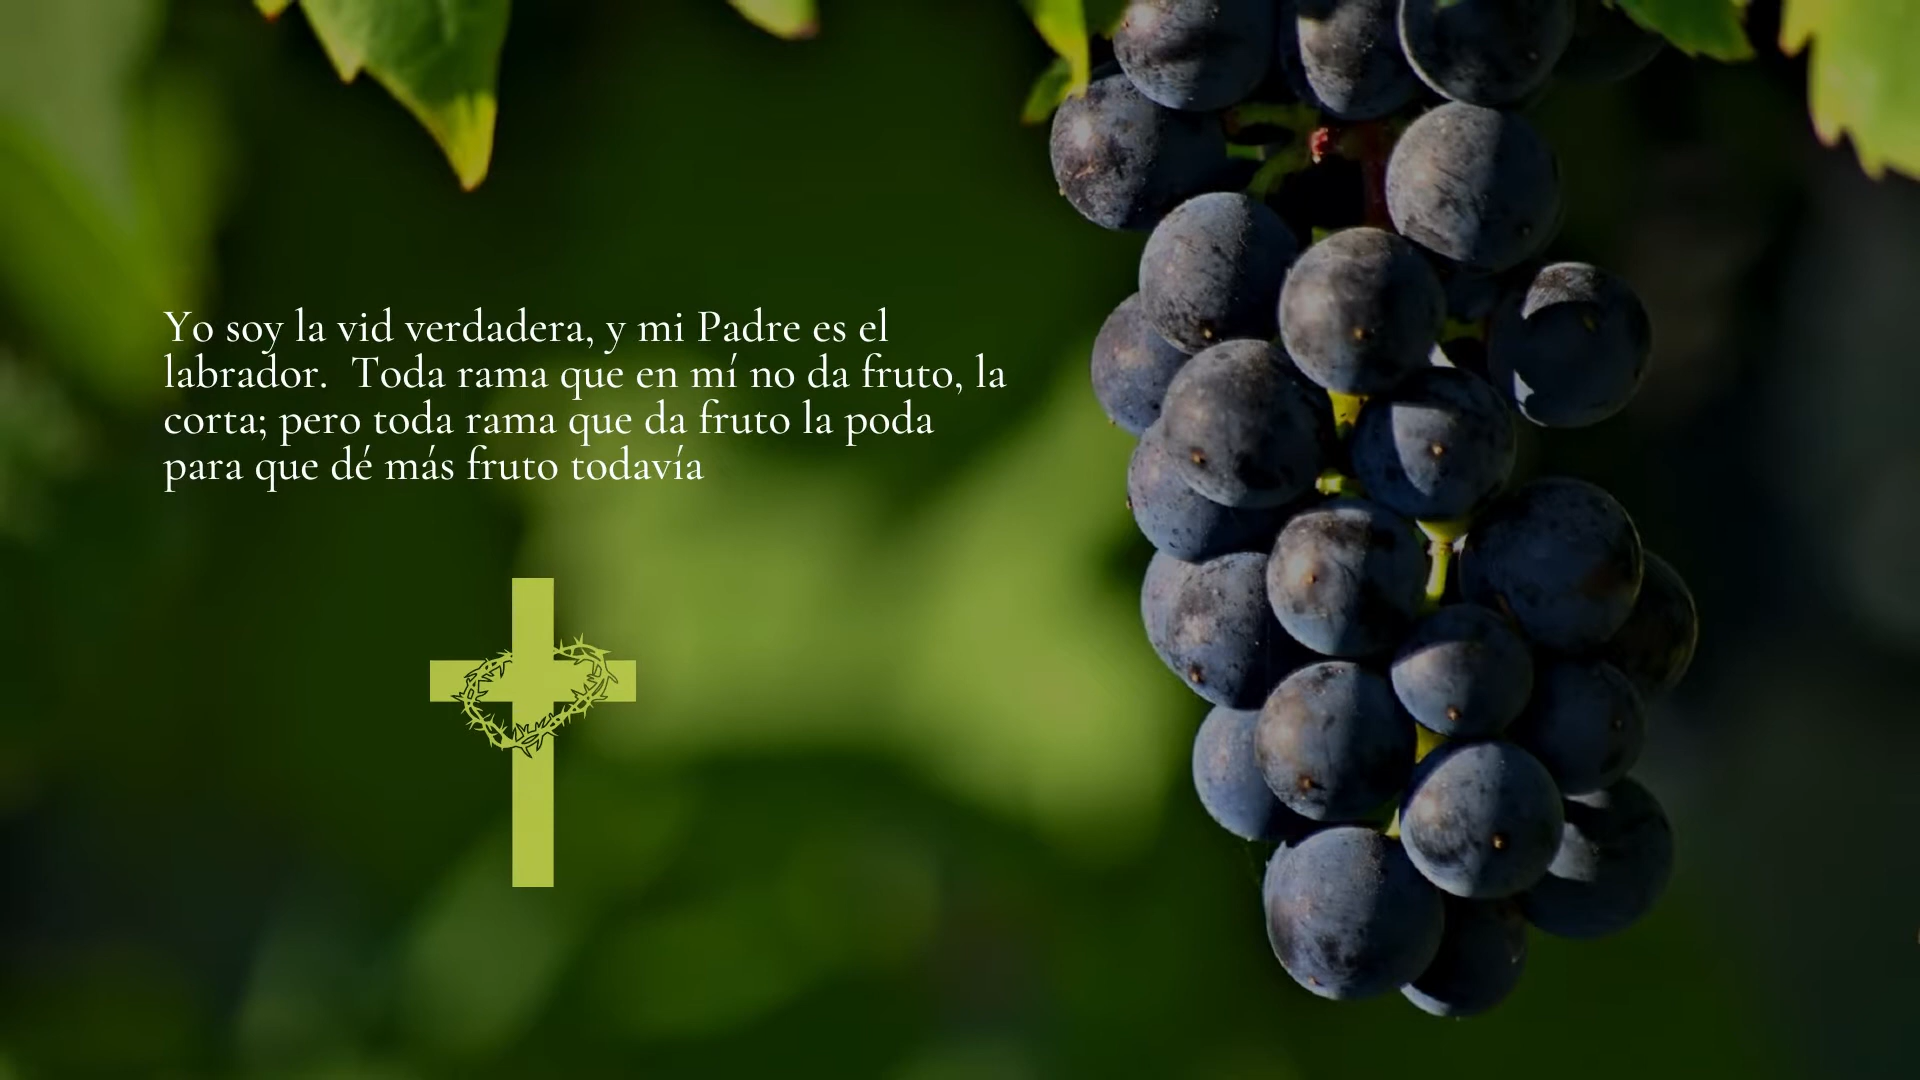 Yo soy la vid verdadera, y mi Padre es el
labrador.  Toda rama que en mí no da fruto, la
corta; pero toda rama que da fruto la poda
para que dé más fruto todavía